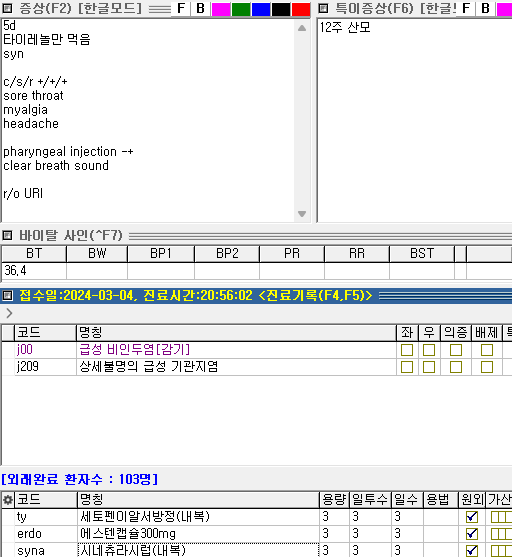 증상(F2) [한글모드] F B
특이증상(F6) [한글모 F B
5d
타이레놀만 먹음
syn
c/s/r +/+/+
sore throat
myalgia
headache
pharyngeal injection -+
clear breath sound
r/o URI
12주 산모
바이탈 사인(^F7)
BT BW BP1 BP2 PR RR BST
36.4
접수일:2024-03-04, 진료시간:20:56:02 <진료기록(F4,F5)>
코드 명칭 좌 우 의증 배제 특
j00 급성 비인두염[감기]
j209 상세불명의 급성 기관지염
[외래완료 환자수 : 103명]
코드 명칭 용량 일투수 일수 용법 원외 가산
ty 세토펜이알서방정(내복) 3 3 3
erdo 에스텐캡슐300mg 3 3 3
syna 시네츄라시럽(내복) 3 3 3